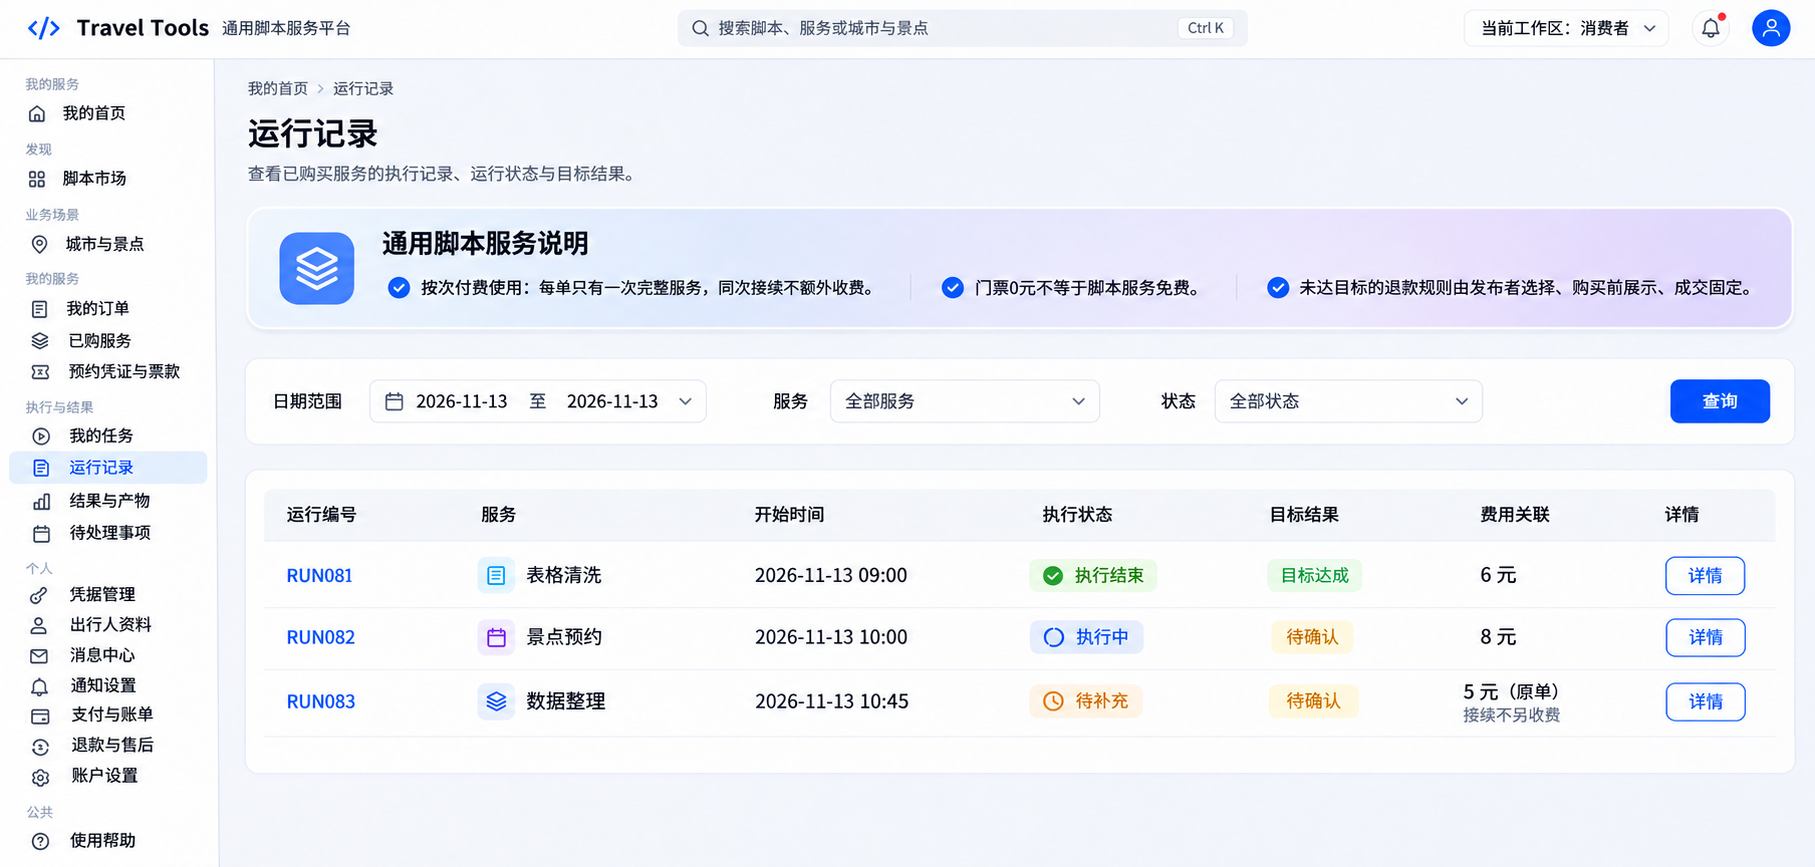 Travel Tools 通用脚本服务平台
搜索脚本、服务或城市与景点 Ctrl K
当前工作区：消费者
我的服务
我的首页
发现
脚本市场
业务场景
城市与景点
我的服务
我的订单
已购服务
预约凭证与票款
执行与结果
我的任务
运行记录
结果与产物
待处理事项
个人
凭据管理
出行人资料
消息中心
通知设置
支付与账单
退款与售后
账户设置
公共
使用帮助
我的首页 > 运行记录
运行记录
查看已购买服务的执行记录、运行状态与目标结果。
通用脚本服务说明
按次付费使用：每单只有一次完整服务，同次接续不额外收费。
门票0元不等于脚本服务免费。
未达目标的退款规则由发布者选择、购买前展示、成交固定。
日期范围 2026-11-13 至 2026-11-13 服务 全部服务 状态 全部状态 查询
运行编号 服务 开始时间 执行状态 目标结果 费用关联 详情
RUN081 表格清洗 2026-11-13 09:00 执行结束 目标达成 6 元 详情
RUN082 景点预约 2026-11-13 10:00 执行中 待确认 8 元 详情
RUN083 数据整理 2026-11-13 10:45 待补充 待确认 5 元（原单） 详情
接续不另收费